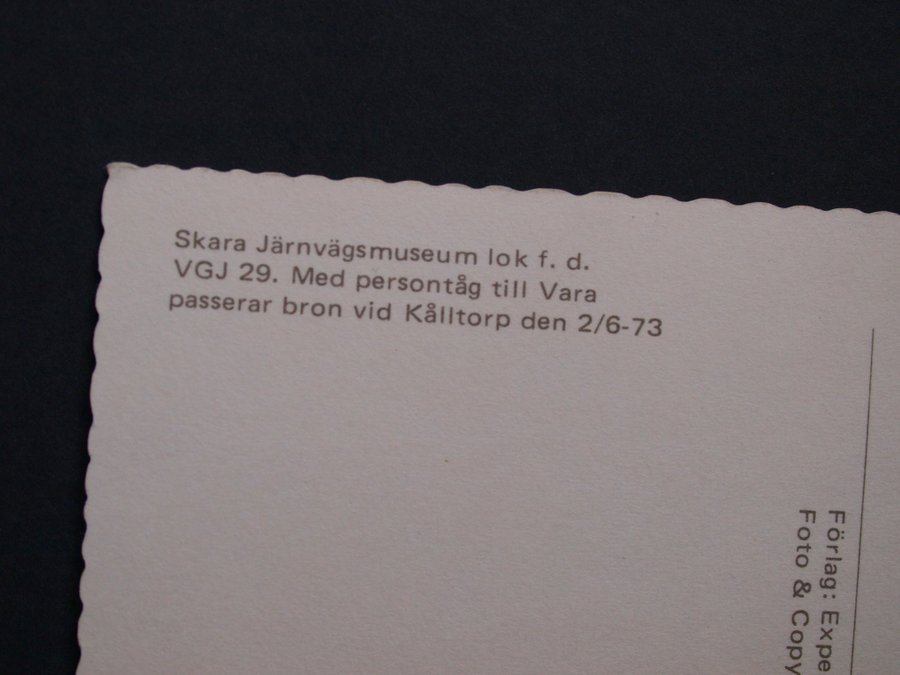 Skara Järnvägsmuseum lok f. d.
VGJ 29. Med persontåg till Vara
passerar bron vid Kålltorp den 2/6-73
Förlag: Expe
Foto & Copy